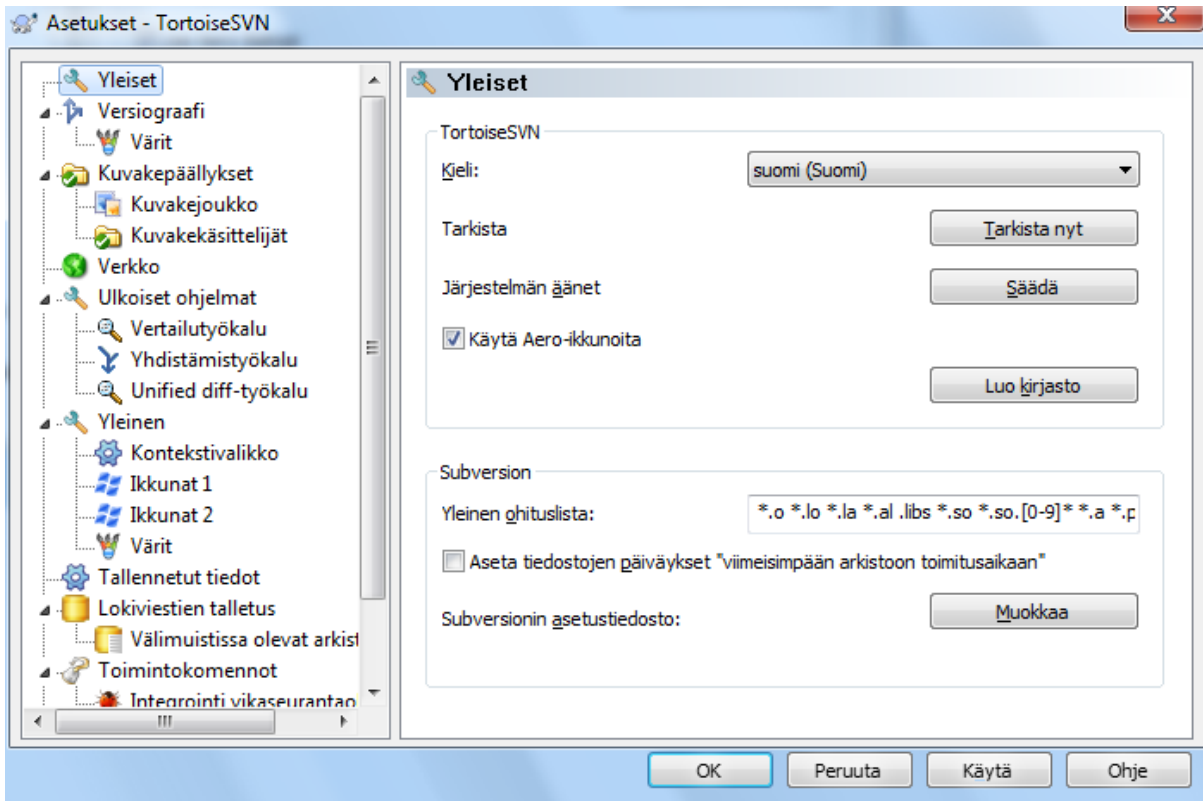 Asetukset - TortoiseSVN
Yleiset
Versiograafi
Värit
Kuvakepäällykset
Kuvakejoukko
Kuvakekäsittelijät
Verkko
Ulkoiset ohjelmat
Vertailutyökalu
Yhdistämistyökalu
Unified diff-työkalu
Yleinen
Kontekstivalikko
Ikkunat 1
Ikkunat 2
Värit
Tallennetut tiedot
Lokiviestien talletus
Välimuistissa olevat arkist
Toimintokomennot
Integrointi vikaseurantao
Yleiset
TortoiseSVN
Kieli: suomi (Suomi)
Tarkista Tarkista nyt
Järjestelmän äänet Säädä
Käytä Aero-ikkunoita
Luo kirjasto
Subversion
Yleinen ohituslista: *.o *.lo *.la *.al .libs *.so *.so.[0-9]* *.a *.p
Aseta tiedostojen päiväykset "viimeisimpään arkistoon toimitusaikaan"
Subversionin asetustiedosto: Muokkaa
OK Peruuta Käytä Ohje